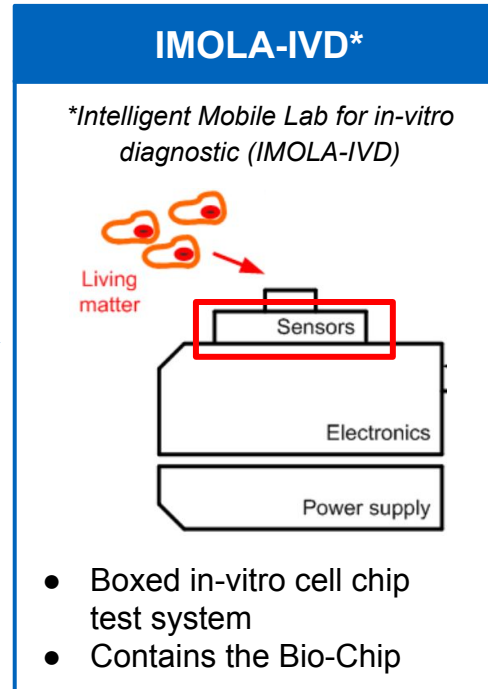 IMOLA-IVD*
*Intelligent Mobile Lab for in-vitro
diagnostic (IMOLA-IVD)
Living
matter
Sensors
Electronics
Power supply
● Boxed in-vitro cell chip
test system
● Contains the Bio-Chip